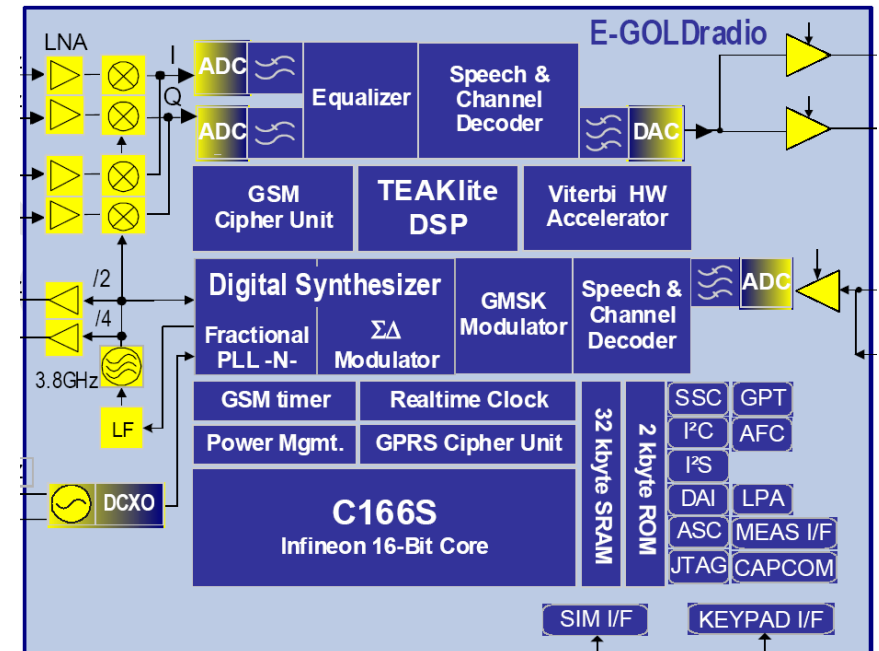 E-GOLDradio
LNA
I
Q
ADC
ADC
Equalizer
Speech &
Channel
Decoder
DAC
GSM
Cipher Unit
TEAKlite
DSP
Viterbi HW
Accelerator
/2
/4
3.8GHz
LF
Digital Synthesizer
Fractional
PLL -N-
ΣΔ
Modulator
GMSK
Modulator
Speech &
Channel
Decoder
ADC
GSM timer
Realtime Clock
Power Mgmt.
GPRS Cipher Unit
32 kbyte SRAM
2 kbyte ROM
SSC
GPT
I²C
AFC
I²S
DAI
LPA
ASC
MEAS I/F
JTAG
CAPCOM
DCXO
C166S
Infineon 16-Bit Core
SIM I/F
KEYPAD I/F